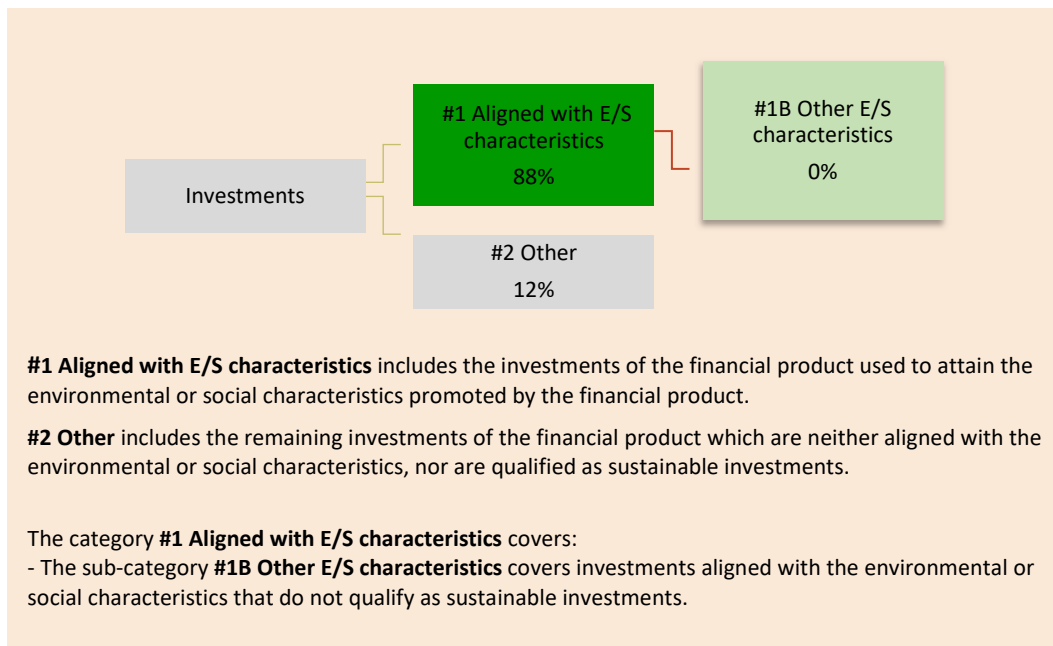 Investments
#1 Aligned with E/S
characteristics
88%
#1B Other E/S
characteristics
0%
#2 Other
12%
#1 Aligned with E/S characteristics includes the investments of the financial product used to attain the
environmental or social characteristics promoted by the financial product.
#2 Other includes the remaining investments of the financial product which are neither aligned with the
environmental or social characteristics, nor are qualified as sustainable investments.
The category #1 Aligned with E/S characteristics covers:
- The sub-category #1B Other E/S characteristics covers investments aligned with the environmental or
social characteristics that do not qualify as sustainable investments.